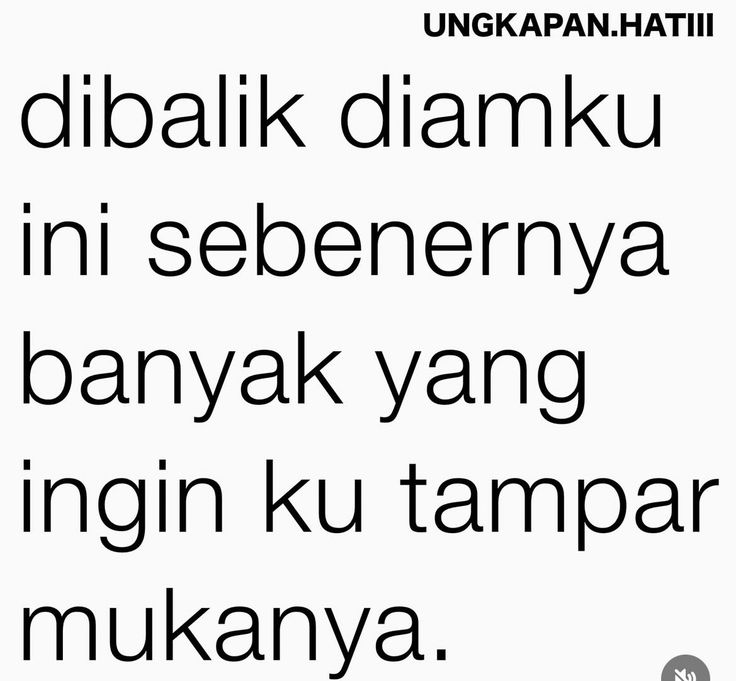 UNGKAPAN.HATIII
dibalik diamku
ini sebenernya
banyak yang
ingin ku tampar
mukanya.